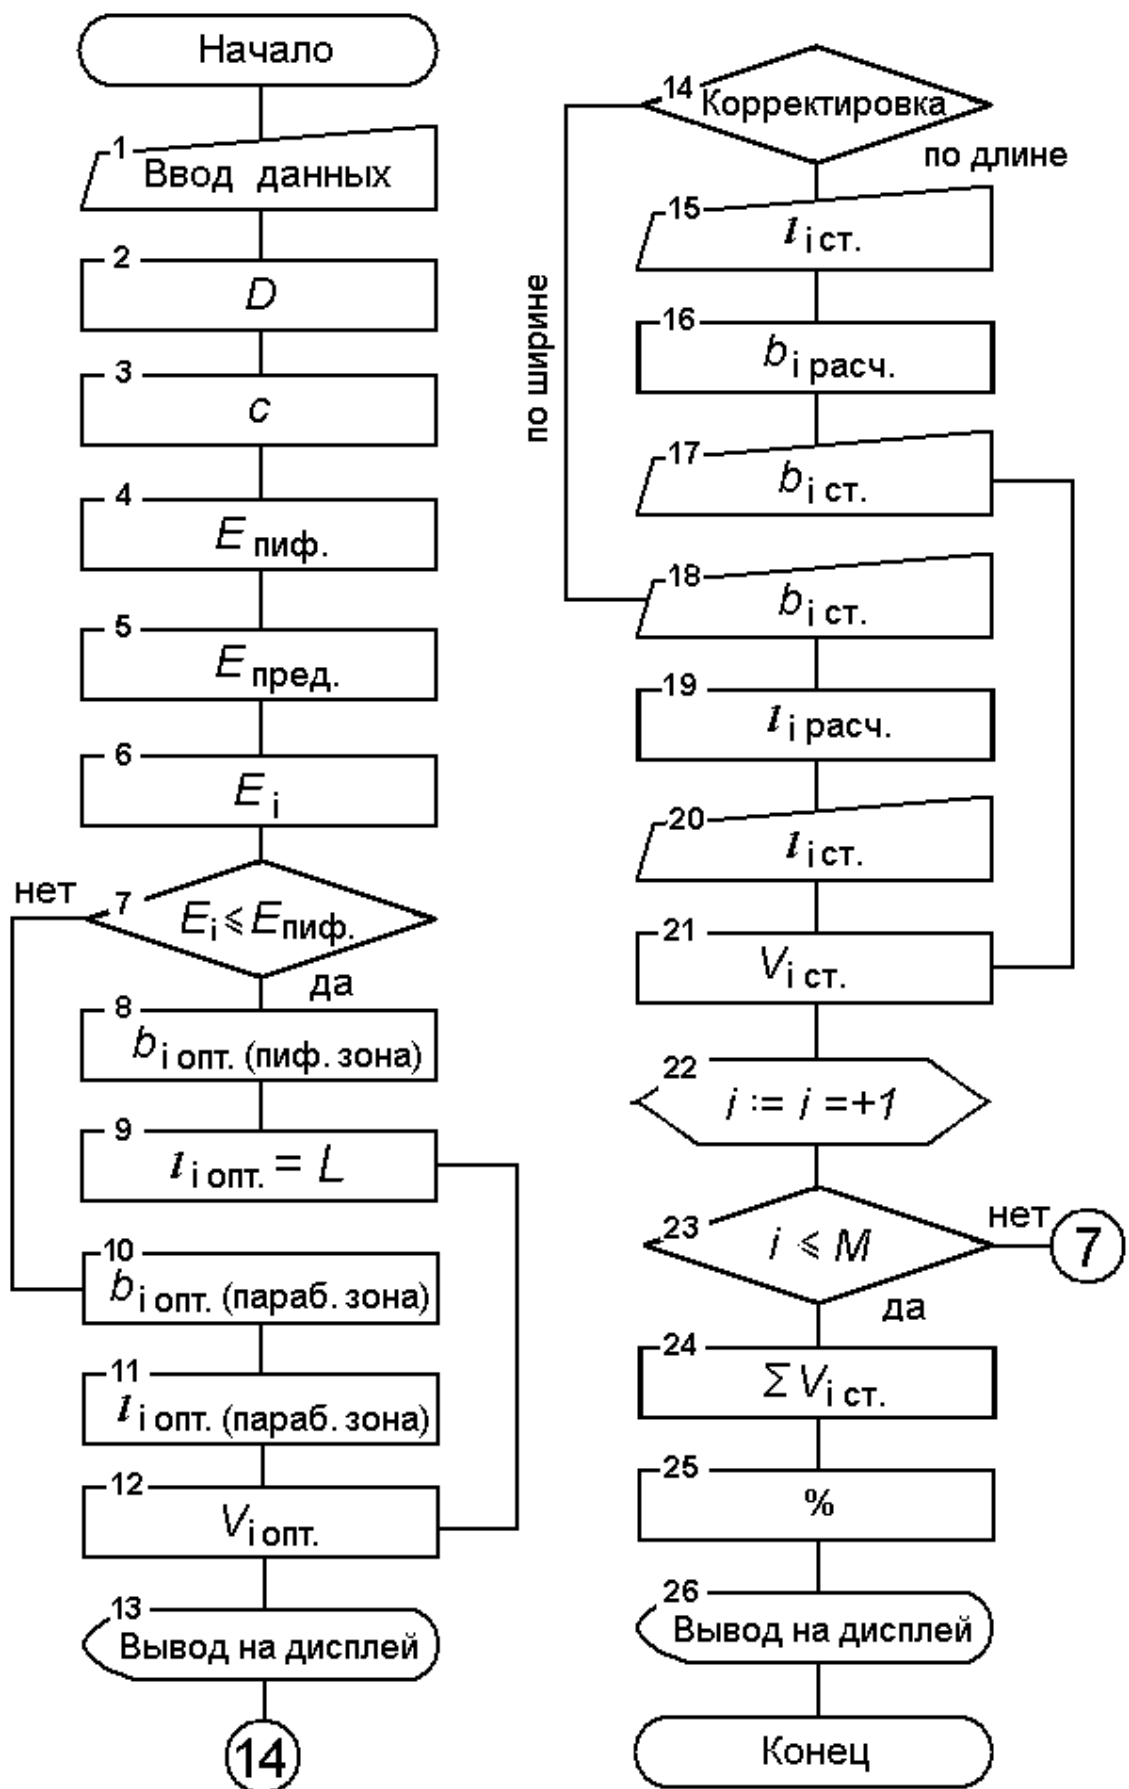 Начало
1
Ввод данных
2
D
3
c
4
E пиф.
5
E пред.
6
E i
нет
7
E i ⩽ E пиф.
да
8
b i опт. (пиф. зона)
9
l i опт. = L
10
b i опт. (параб. зона)
11
l i опт. (параб. зона)
12
V i опт.
13
Вывод на дисплей
14
14
Корректировка
по длине
по ширине
15
l i ст.
16
b i расч.
17
b i ст.
18
b i ст.
19
l i расч.
20
l i ст.
21
V i ст.
22
i := i =+1
23
i ⩽ M
нет
7
да
24
Σ V i ст.
25
%
26
Вывод на дисплей
Конец